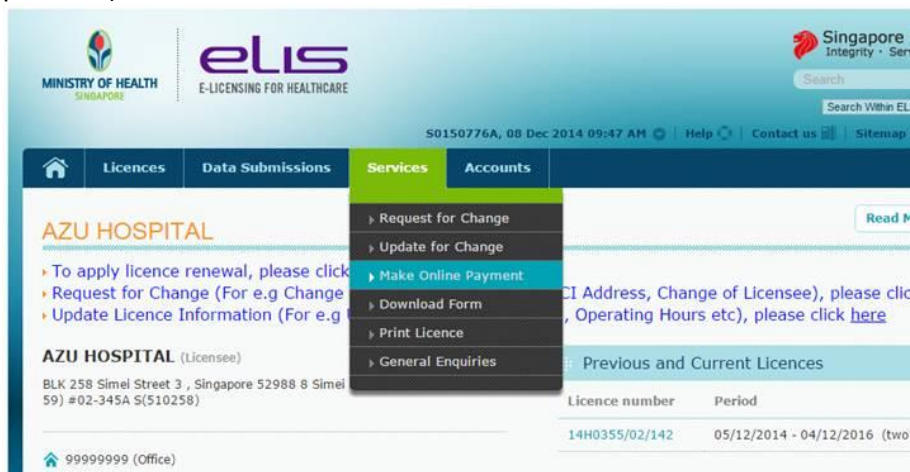 Singapore
Integrity · Ser
MINISTRY OF HEALTH
SINGAPORE
eLIS
E-LICENSING FOR HEALTHCARE
Search
Search Within EL
S0150776A, 08 Dec 2014 09:47 AM | Help | Contact us | Sitemap
Licences Data Submissions Services Accounts
Request for Change
Update for Change
Make Online Payment
Download Form
Print Licence
General Enquiries
AZU HOSPITAL
Read M
To apply licence renewal, please click
Request for Change (For e.g Change CI Address, Change of Licensee), please clic
Update Licence Information (For e.g , Operating Hours etc), please click here
AZU HOSPITAL (Licensee)
BLK 258 Simei Street 3 , Singapore 52988 8 Simei
59) #02-345A S(510258)
99999999 (Office)
Previous and Current Licences
Licence number Period
14H0355/02/142 05/12/2014 - 04/12/2016 (two